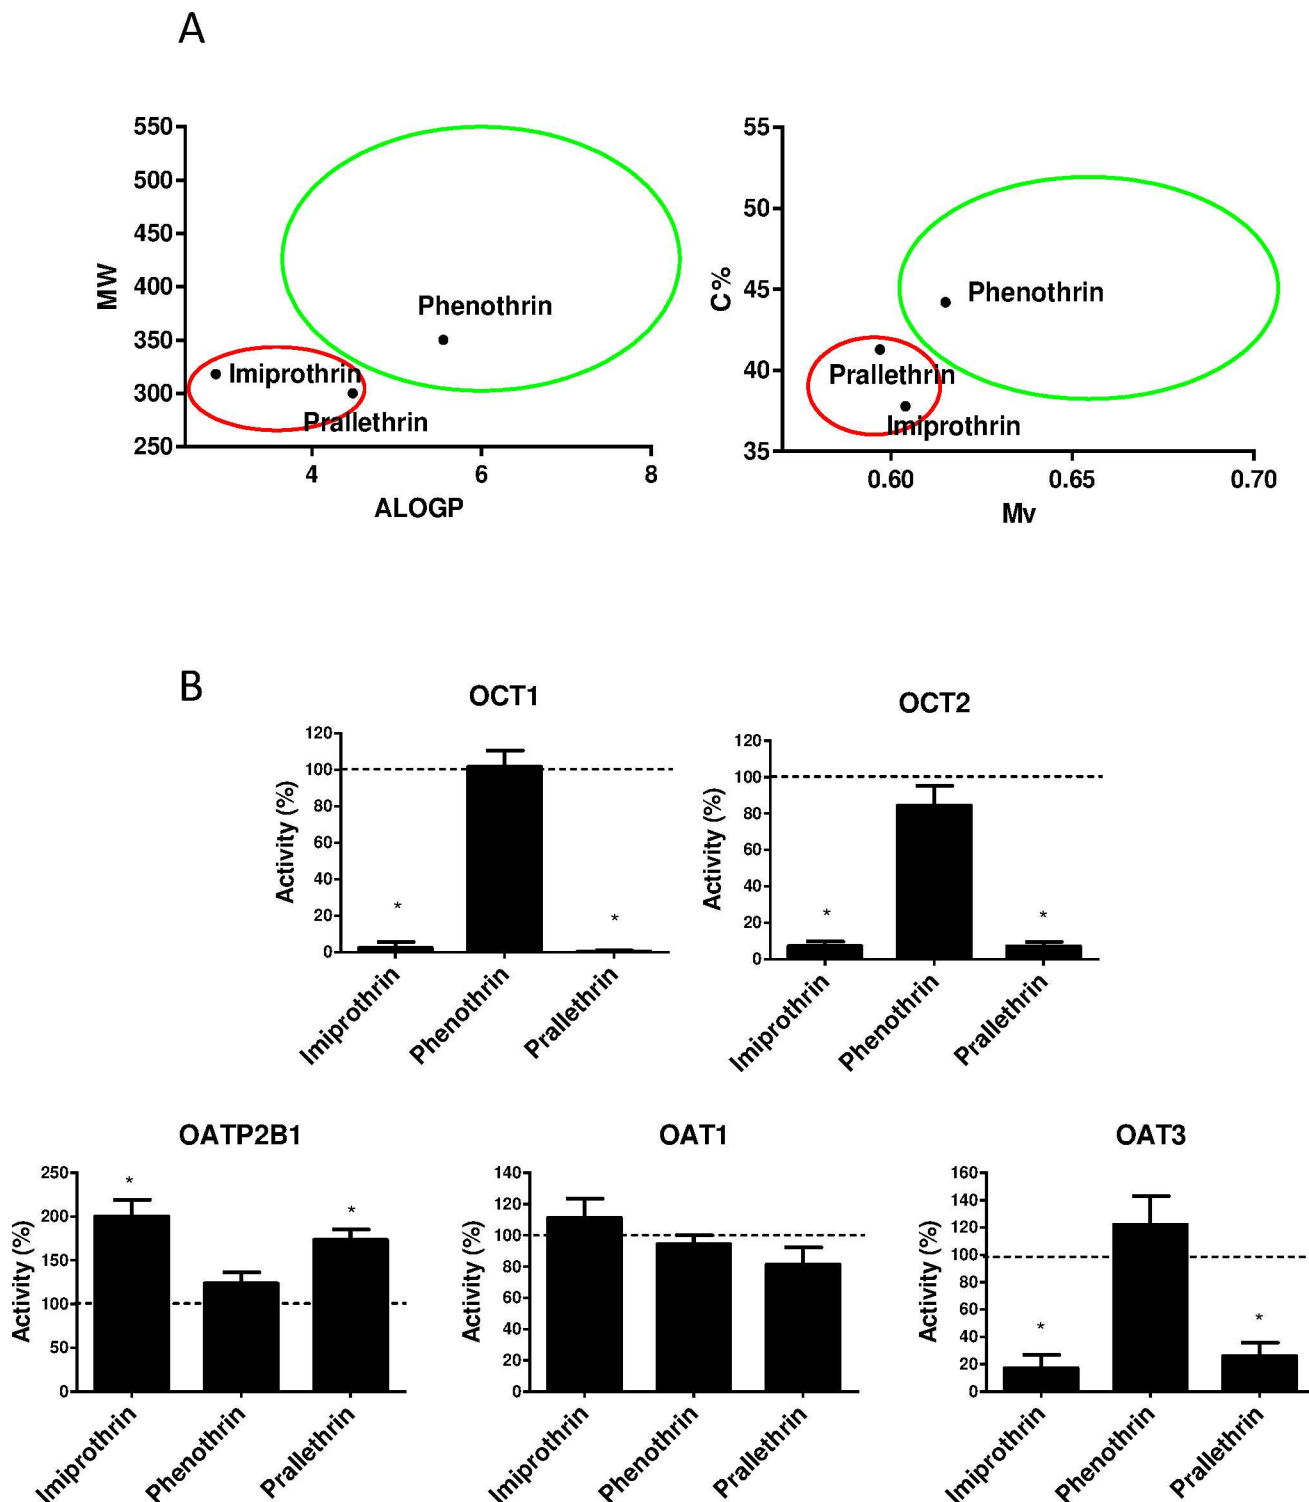 A
MW
550
500
450
400
350
300
250
Phenothrin
Imiprothrin
Prallethrin
4
6
8
ALOGP
C%
55
50
45
40
35
Phenothrin
Prallethrin
Imiprothrin
0.60
0.65
0.70
Mv
B
OCT1
Activity (%)
120
100
80
60
40
20
0
*
*
Imiprothrin
Phenothrin
Prallethrin
OCT2
Activity (%)
120
100
80
60
40
20
0
*
*
Imiprothrin
Phenothrin
Prallethrin
OATP2B1
Activity (%)
250
200
150
100
50
0
*
*
Imiprothrin
Phenothrin
Prallethrin
OAT1
Activity (%)
140
120
100
80
60
40
20
0
Imiprothrin
Phenothrin
Prallethrin
OAT3
Activity (%)
160
140
120
100
80
60
40
20
0
*
*
Imiprothrin
Phenothrin
Prallethrin